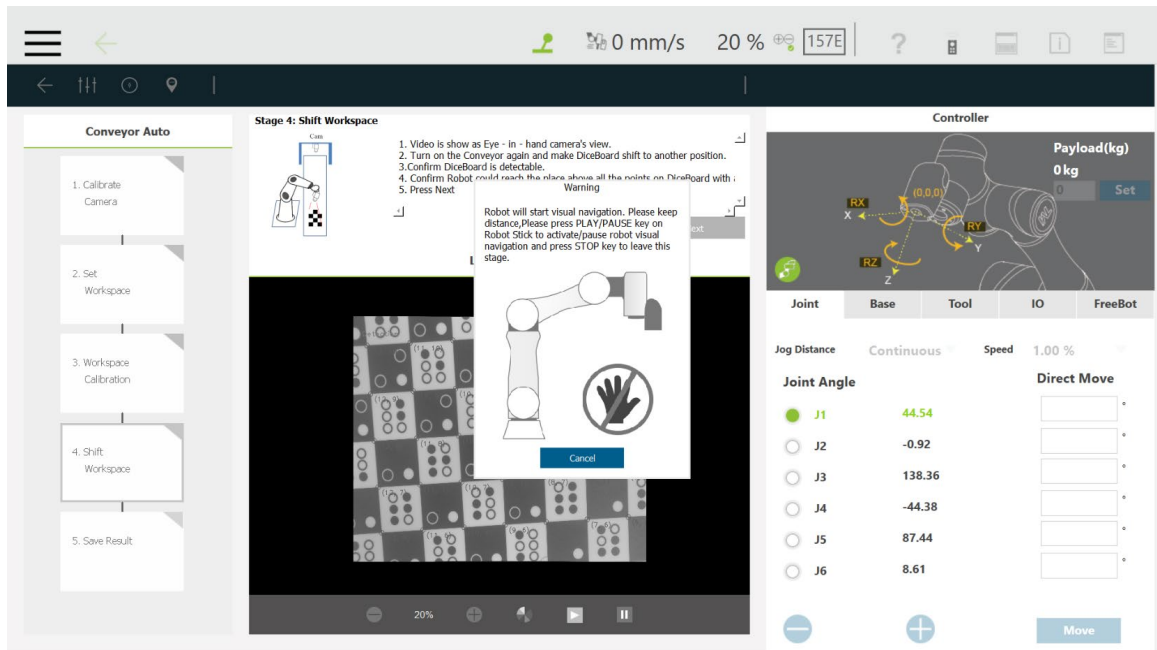 0 mm/s
20 %
157E
Conveyor Auto
1. Calibrate
Camera
2. Set
Workspace
3. Workspace
Calibration
4. Shift
Workspace
5. Save Result
Stage 4: Shift Workspace
Cam
1. Video is show as Eye - in - hand camera's view.
2. Turn on the Conveyor again and make DiceBoard shift to another position.
3.Confirm DiceBoard is detectable.
4. Confirm Robot could reach the place above all the points on DiceBoard with
5. Press Next
Warning
Robot will start visual navigation. Please keep
distance,Please press PLAY/PAUSE key on
Robot Stick to activate/pause robot visual
navigation and press STOP key to leave this
stage.
Cancel
20%
Controller
Payload(kg)
0 kg
0
Set
(0,0,0)
RX
X
RY
Y
RZ
Z
Joint
Base
Tool
IO
FreeBot
Jog Distance
Continuous
Speed
1.00 %
Joint Angle
Direct Move
J1
44.54
°
J2
-0.92
°
J3
138.36
°
J4
-44.38
°
J5
87.44
°
J6
8.61
°
Move